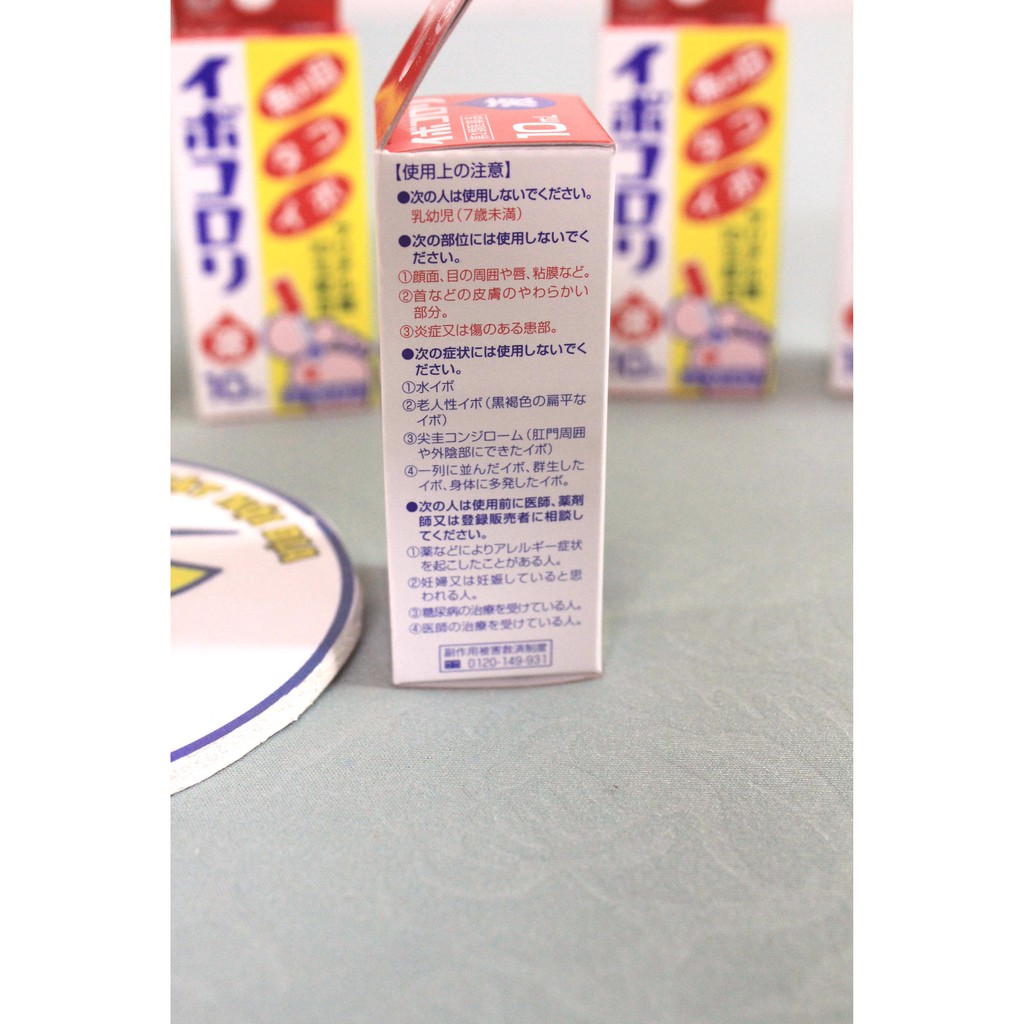 イボコロリ
10
イボコロリ
10mL
イボコロリ
タコ
イボ
10
【使用上の注意】
●次の人は使用しないでください。
乳幼児(7歳未満)
●次の部位には使用しないでく
ださい。
①顔面、目の周囲や唇、粘膜など。
②首などの皮膚のやわらかい
部分。
③炎症又は傷のある患部。
●次の症状には使用しないでく
ださい。
①水イボ
②老人性イボ(黒褐色の扁平な
イボ)
③尖圭コンジローム(肛門周囲
や外陰部にできたイボ)
④一列に並んだイボ、群生した
イボ、身体に多発したイボ。
●次の人は使用前に医師、薬剤
師又は登録販売者に相談し
てください。
①薬などによりアレルギー症状
を起こしたことがある人。
②妊婦又は妊娠していると思
われる人。
③糖尿病の治療を受けている人。
④医師の治療を受けている人。
副作用被害救済制度
0120-149-931